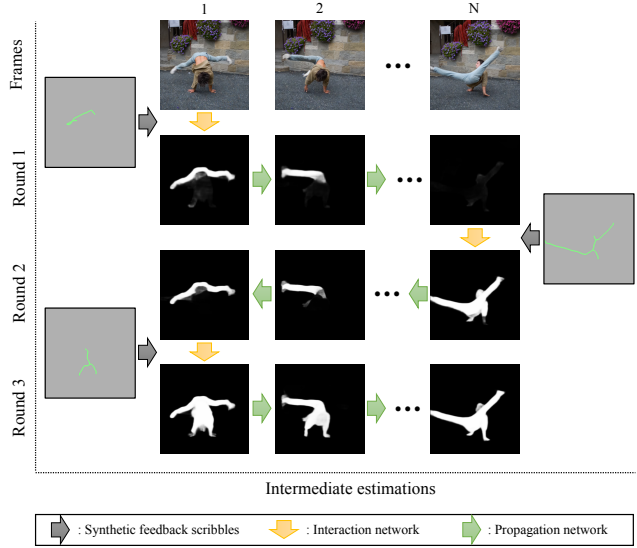 1 2 N
Frames
Round 1
Round 2
Round 3
Intermediate estimations
: Synthetic feedback scribbles : Interaction network : Propagation network